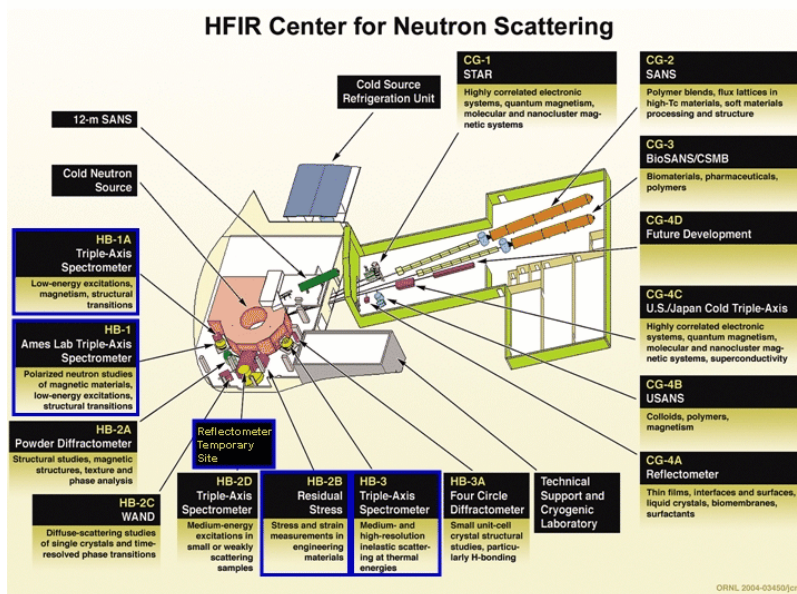 HFIR Center for Neutron Scattering
Cold Source
Refrigeration Unit
CG-1
STAR
Highly correlated electronic
systems, quantum magnetism,
molecular and nanocluster mag-
netic systems
CG-2
SANS
Polymer blends, flux lattices in
high-Tc materials, soft materials
processing and structure
12-m SANS
CG-3
BioSANS/CSMB
Biomaterials, pharmaceuticals,
polymers
Cold Neutron
Source
CG-4D
Future Development
HB-1A
Triple-Axis
Spectrometer
Low-energy excitations,
magnetism, structural
transitions
CG-4C
U.S./Japan Cold Triple-Axis
Highly correlated electronic
systems, quantum magnetism,
molecular and nanocluster mag-
netic systems, superconductivity
HB-1
Ames Lab Triple-Axis
Spectrometer
Polarized neutron studies
of magnetic materials,
low-energy excitations,
structural transitions
CG-4B
USANS
Colloids, polymers,
magnetism
HB-2A
Powder Diffractometer
Structural studies, magnetic
structures, texture and
phase analysis
Reflectometer
Temporary
Site
CG-4A
Reflectometer
Thin films, interfaces and surfaces,
liquid crystals, biomembranes,
surfactants
HB-2C
WAND
Diffuse-scattering studies
of single crystals and time-
resolved phase transitions
HB-2D
Triple-Axis
Spectrometer
Medium-energy
excitations in
small or weakly
scattering
samples
HB-2B
Residual
Stress
Stress and strain
measurements in
engineering
materials
HB-3
Triple-Axis
Spectrometer
Medium- and
high-resolution
inelastic scatter-
ing at thermal
energies
HB-3A
Four Circle
Diffractometer
Small unit-cell
crystal structural
studies, particu-
larly H-bonding
Technical
Support and
Cryogenic
Laboratory
ORNL 2004-03450/jcn